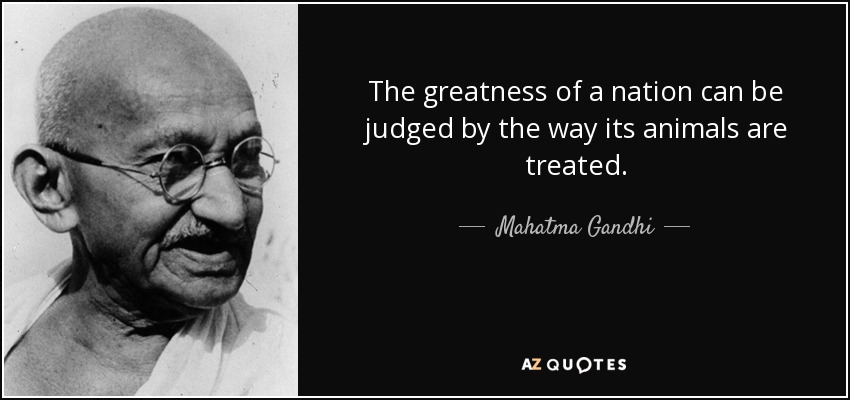 The greatness of a nation can be
judged by the way its animals are
treated.
Mahatma Gandhi
AZ QUOTES